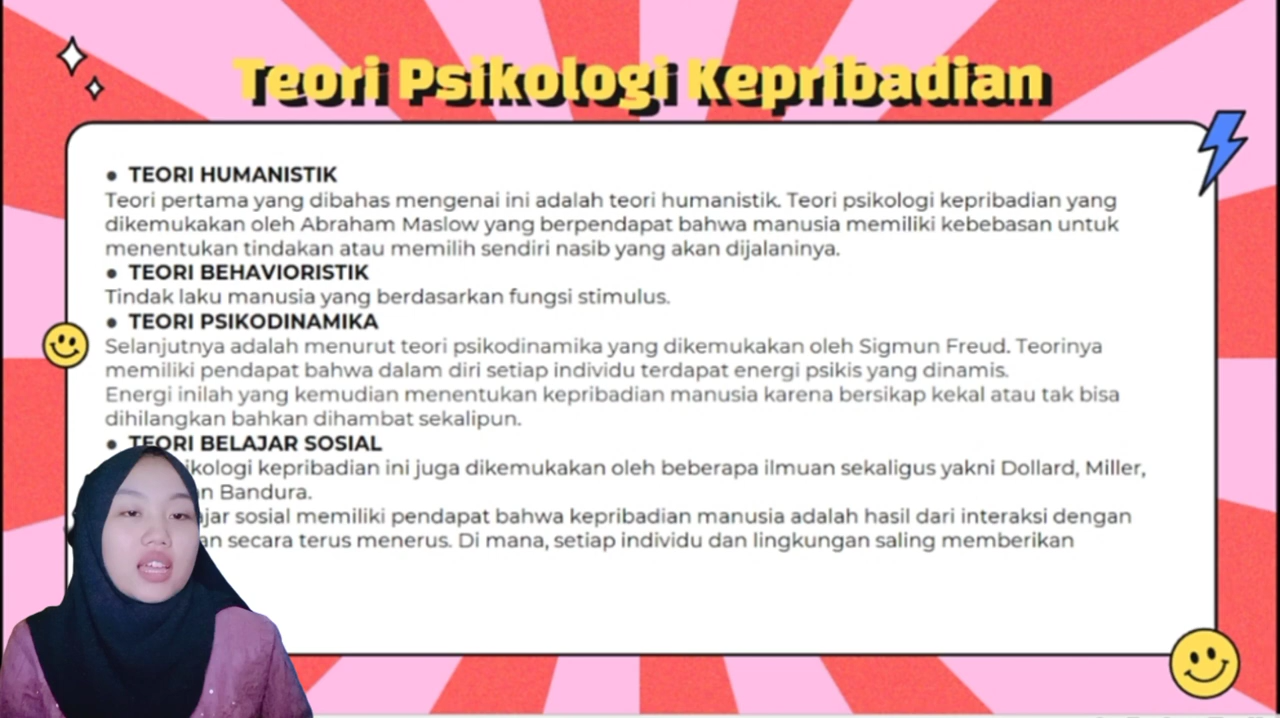 Teori Psikologi Kepribadian
● TEORI HUMANISTIK
Teori pertama yang dibahas mengenai ini adalah teori humanistik. Teori psikologi kepribadian yang
dikemukakan oleh Abraham Maslow yang berpendapat bahwa manusia memiliki kebebasan untuk
menentukan tindakan atau memilih sendiri nasib yang akan dijalaninya.
● TEORI BEHAVIORISTIK
Tindak laku manusia yang berdasarkan fungsi stimulus.
● TEORI PSIKODINAMIKA
Selanjutnya adalah menurut teori psikodinamika yang dikemukakan oleh Sigmun Freud. Teorinya
memiliki pendapat bahwa dalam diri setiap individu terdapat energi psikis yang dinamis.
Energi inilah yang kemudian menentukan kepribadian manusia karena bersikap kekal atau tak bisa
dihilangkan bahkan dihambat sekalipun.
● TEORI BELAJAR SOSIAL
kepribadian ini juga dikemukakan oleh beberapa ilmuan sekaligus yakni Dollard, Miller,
Bandura.
sosial memiliki pendapat bahwa kepribadian manusia adalah hasil dari interaksi dengan
secara terus menerus. Di mana, setiap individu dan lingkungan saling memberikan